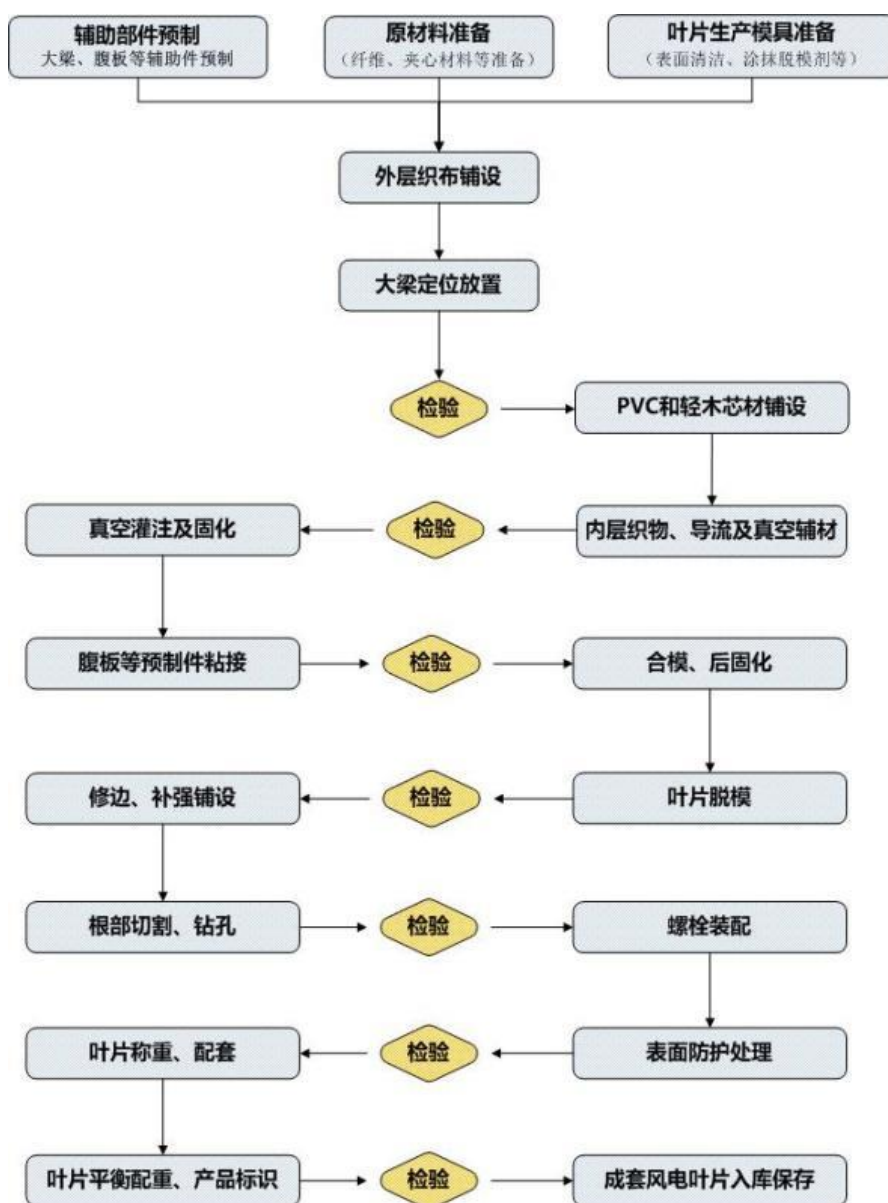 辅助部件预制
大梁、腹板等辅助件预制
原材料准备
（纤维、夹心材料等准备）
叶片生产模具准备
（表面清洁、涂抹脱模剂等）
外层织布铺设
大梁定位放置
检验
PVC和轻木芯材铺设
真空灌注及固化
检验
内层织物、导流及真空辅材
腹板等预制件粘接
检验
合模、后固化
修边、补强铺设
检验
叶片脱模
根部切割、钻孔
检验
螺栓装配
叶片称重、配套
检验
表面防护处理
叶片平衡配重、产品标识
检验
成套风电叶片入库保存